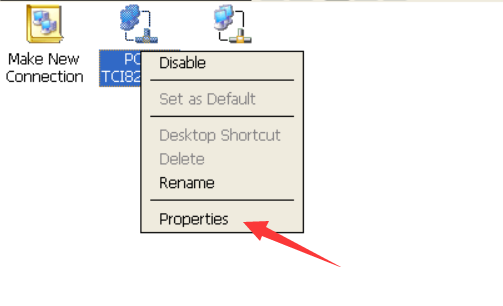 Make New
Connection
PC
TCI82
Disable
Set as Default
Desktop Shortcut
Delete
Rename
Properties